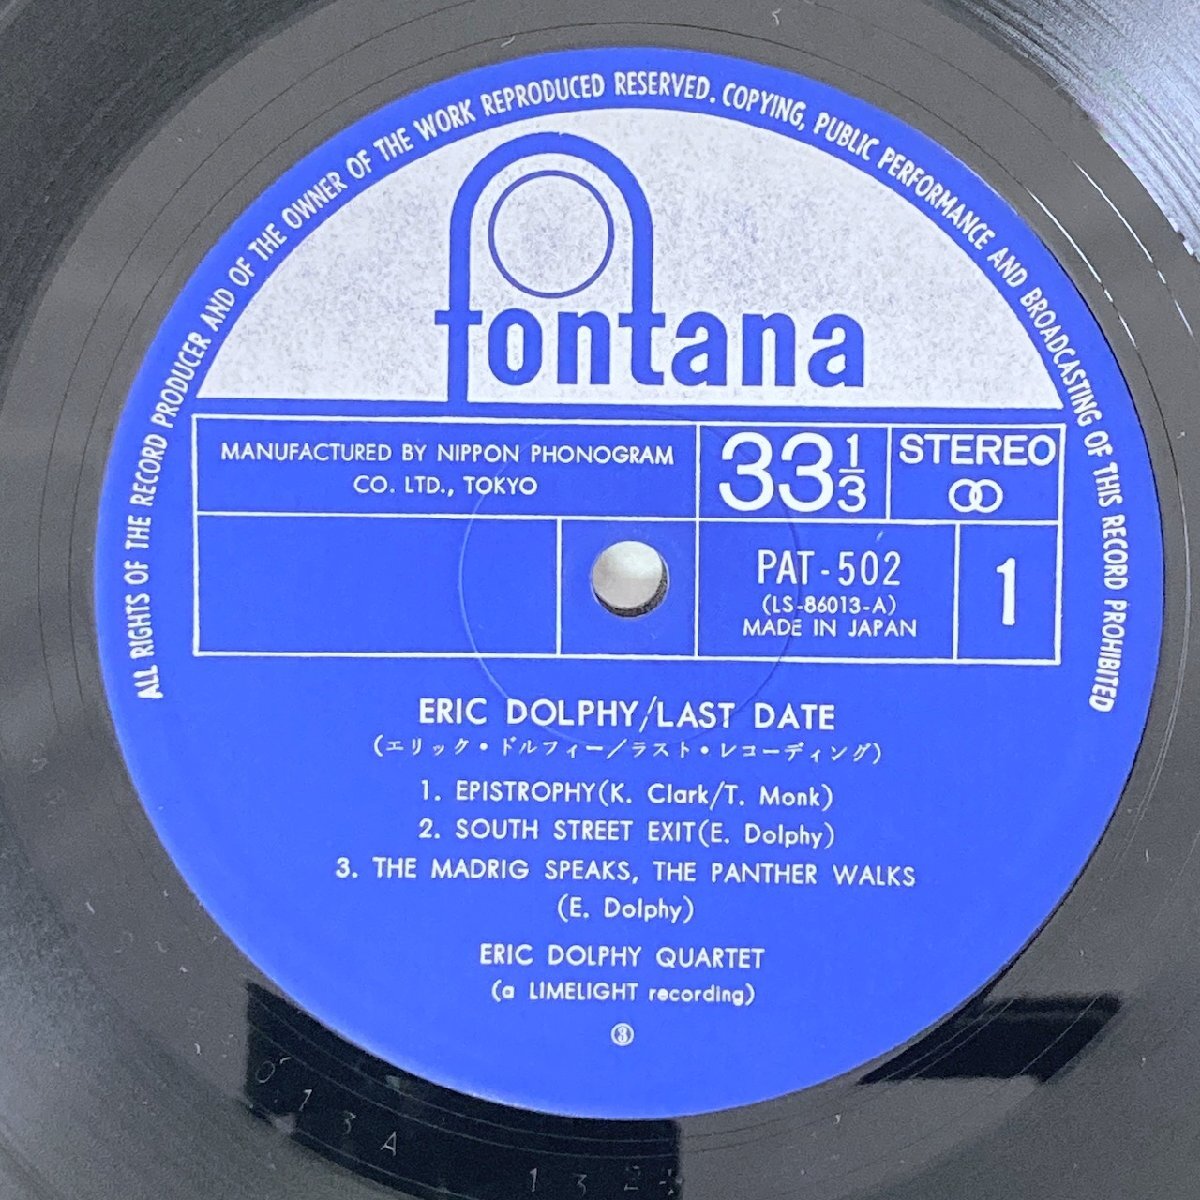 ALL RIGHTS OF THE RECORD PRODUCER AND OF THE OWNER OF THE WORK REPRODUCED RESERVED. COPYING, PUBLIC PERFORMANCE AND BROADCASTING OF THIS RECORD PROHIBITED
fontana
MANUFACTURED BY NIPPON PHONOGRAM
CO. LTD., TOKYO
33 1/3
STEREO
PAT-502
(LS-86013-A)
MADE IN JAPAN
1
ERIC DOLPHY/LAST DATE
(エリック・ドルフィー/ラスト・レコーディング)
1. EPISTROPHY(K. Clark/T. Monk)
2. SOUTH STREET EXIT(E. Dolphy)
3. THE MADRIG SPEAKS, THE PANTHER WALKS
(E. Dolphy)
ERIC DOLPHY QUARTET
(a LIMELIGHT recording)
③
013A